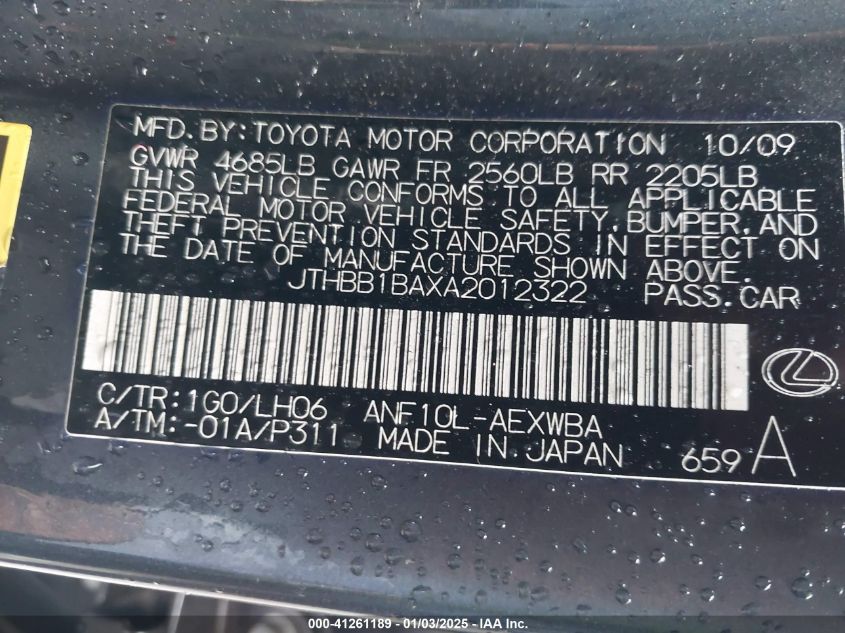 MFD. BY: TOYOTA MOTOR CORPORATION 10/09
GVWR 4685LB GAWR FR 2560LB RR 2205LB
THIS VEHICLE CONFORMS TO ALL APPLICABLE
FEDERAL MOTOR VEHICLE SAFETY, BUMPER, AND
THEFT PREVENTION STANDARDS IN EFFECT ON
THE DATE OF MANUFACTURE SHOWN ABOVE.
JTHBB1BAXA2012322 PASS. CAR
C/TR: 1G0/LH06 ANF10L-AEXWBA
A/TM: -01A/P311 MADE IN JAPAN 659 A
000-41261189 - 01/03/2025 - IAA, Inc.